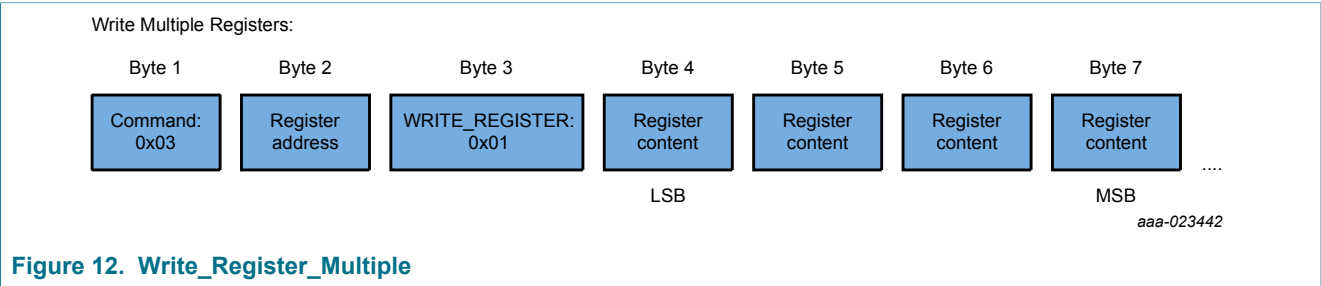 Write Multiple Registers:
Byte 1 Byte 2 Byte 3 Byte 4 Byte 5 Byte 6 Byte 7
Command: Register WRITE_REGISTER: Register Register Register Register
0x03 address 0x01 content content content content
....
LSB MSB
aaa-023442
Figure 12. Write_Register_Multiple